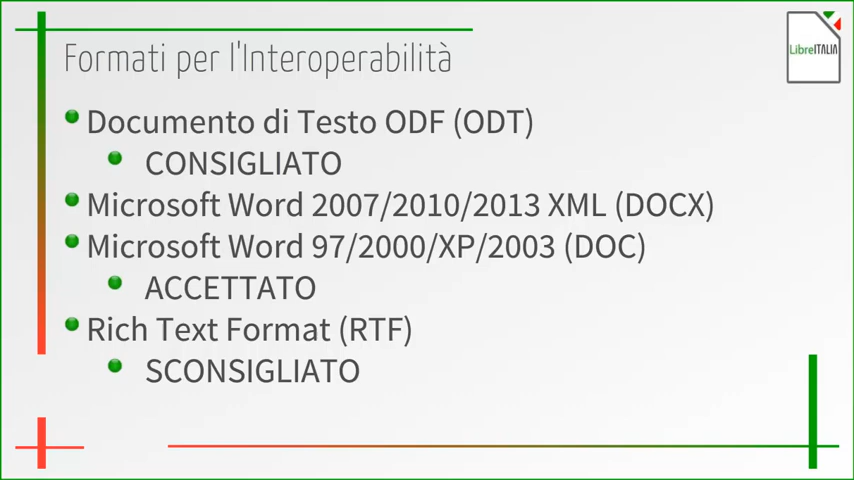 Formati per l'Interoperabilità
LibreITALIA
Documento di Testo ODF (ODT)
CONSIGLIATO
Microsoft Word 2007/2010/2013 XML (DOCX)
Microsoft Word 97/2000/XP/2003 (DOC)
ACCETTATO
Rich Text Format (RTF)
SCONSIGLIATO